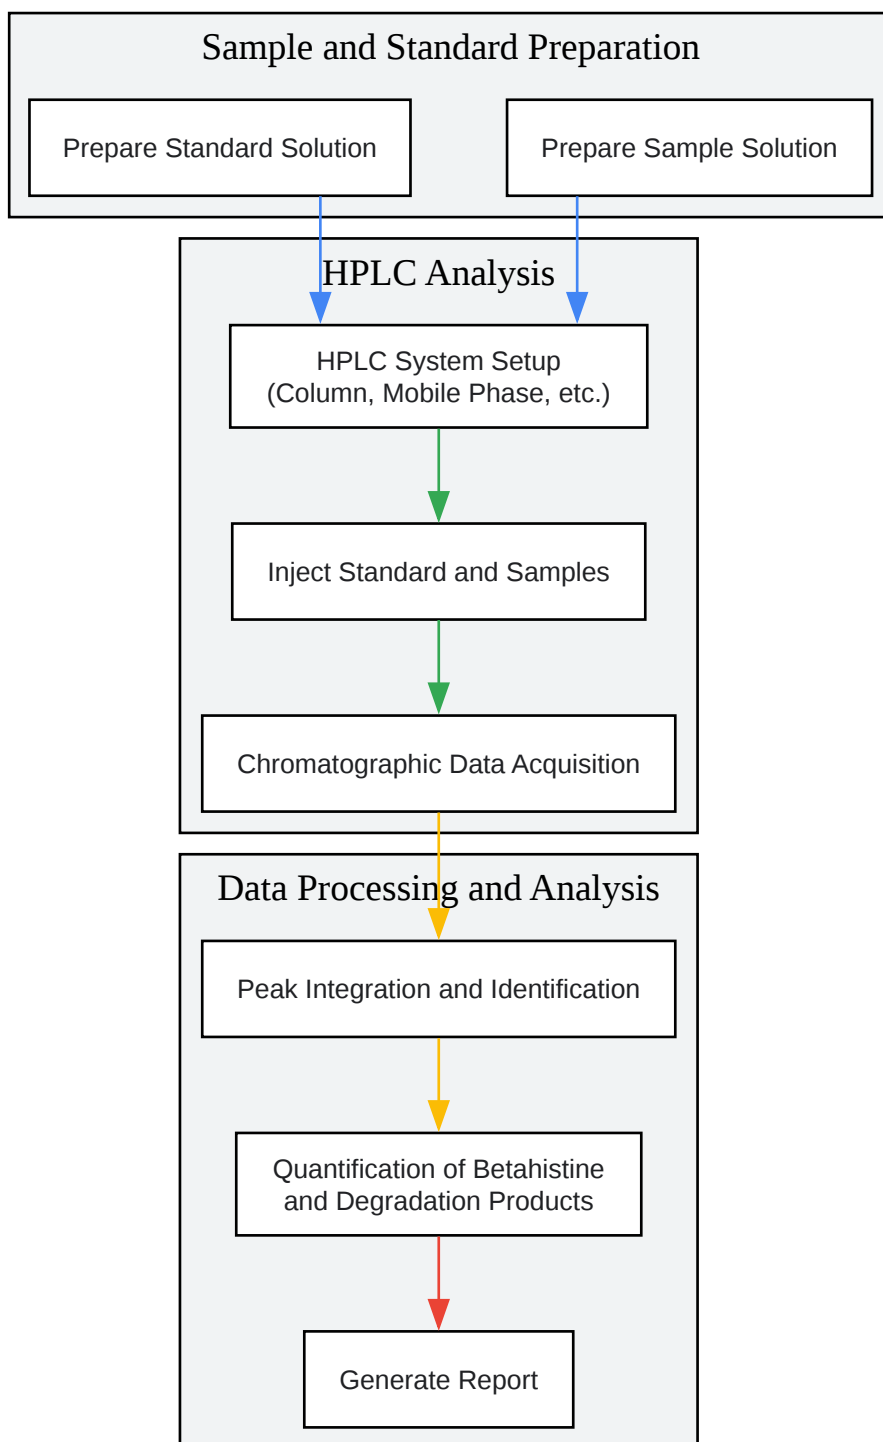 Sample and Standard Preparation
Prepare Standard Solution
Prepare Sample Solution
HPLC Analysis
HPLC System Setup
(Column, Mobile Phase, etc.)
Inject Standard and Samples
Chromatographic Data Acquisition
Data Processing and Analysis
Peak Integration and Identification
Quantification of Betahistine
and Degradation Products
Generate Report